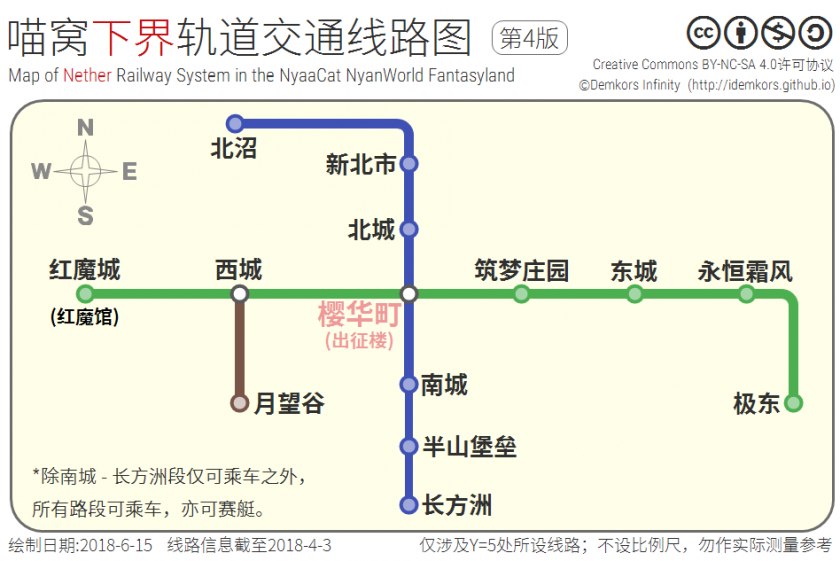 喵窝下界轨道交通线路图 第4版
Map of Nether Railway System in the NyaaCat NyanWorld Fantasyland
cc
Creative Commons BY-NC-SA 4.0许可协议
©Demkors Infinity (http://idemkors.github.io)
N
W E
S
北沼
新北市
北城
红魔城
(红魔馆)
西城
樱华町
(出征楼)
筑梦庄园
东城
永恒霜风
月望谷
南城
极东
半山堡垒
长方洲
*除南城 - 长方洲段仅可乘车之外，
所有路段可乘车，亦可赛艇。
绘制日期:2018-6-15 线路信息截至2018-4-3
仅涉及Y=5处所设线路；不设比例尺，勿作实际测量参考